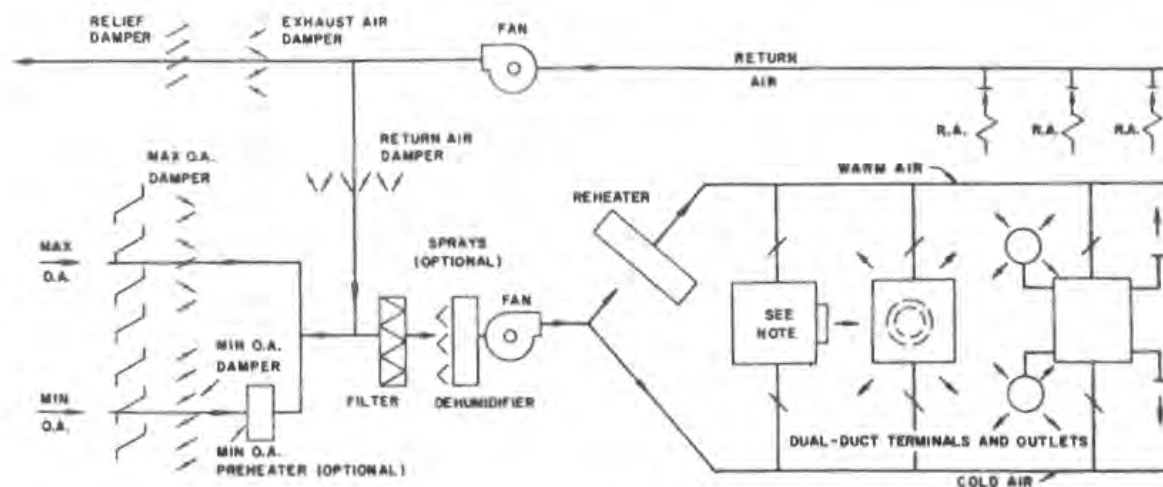 RELIEF
DAMPER
EXHAUST AIR
DAMPER
FAN
RETURN
AIR
R.A.
R.A.
R.A.
RETURN AIR
DAMPER
MAX O.A.
DAMPER
WARM AIR
REHEATER
MAX
O.A.
SPRAYS
(OPTIONAL)
FAN
SEE
NOTE
MIN O.A.
DAMPER
MIN
O.A.
FILTER
DEHUMIDIFIER
DUAL-DUCT TERMINALS AND OUTLETS
MIN O.A.
PREHEATER (OPTIONAL)
COLD AIR